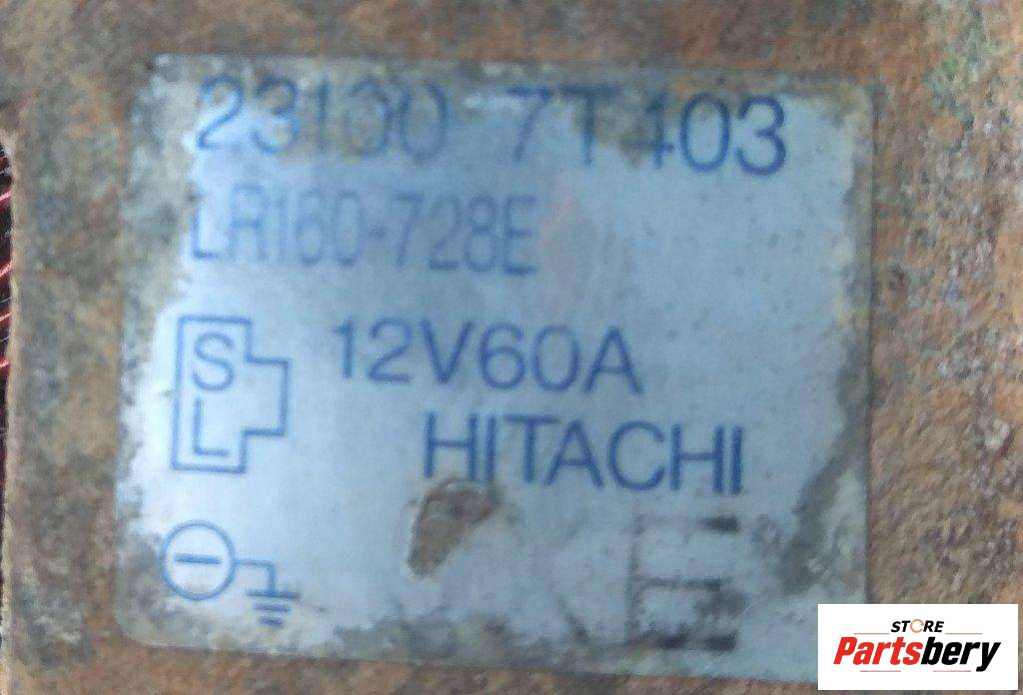 23100 7T403
LR160-728E
S
L
12V60A
HITACHI
E
STORE
Partsbery